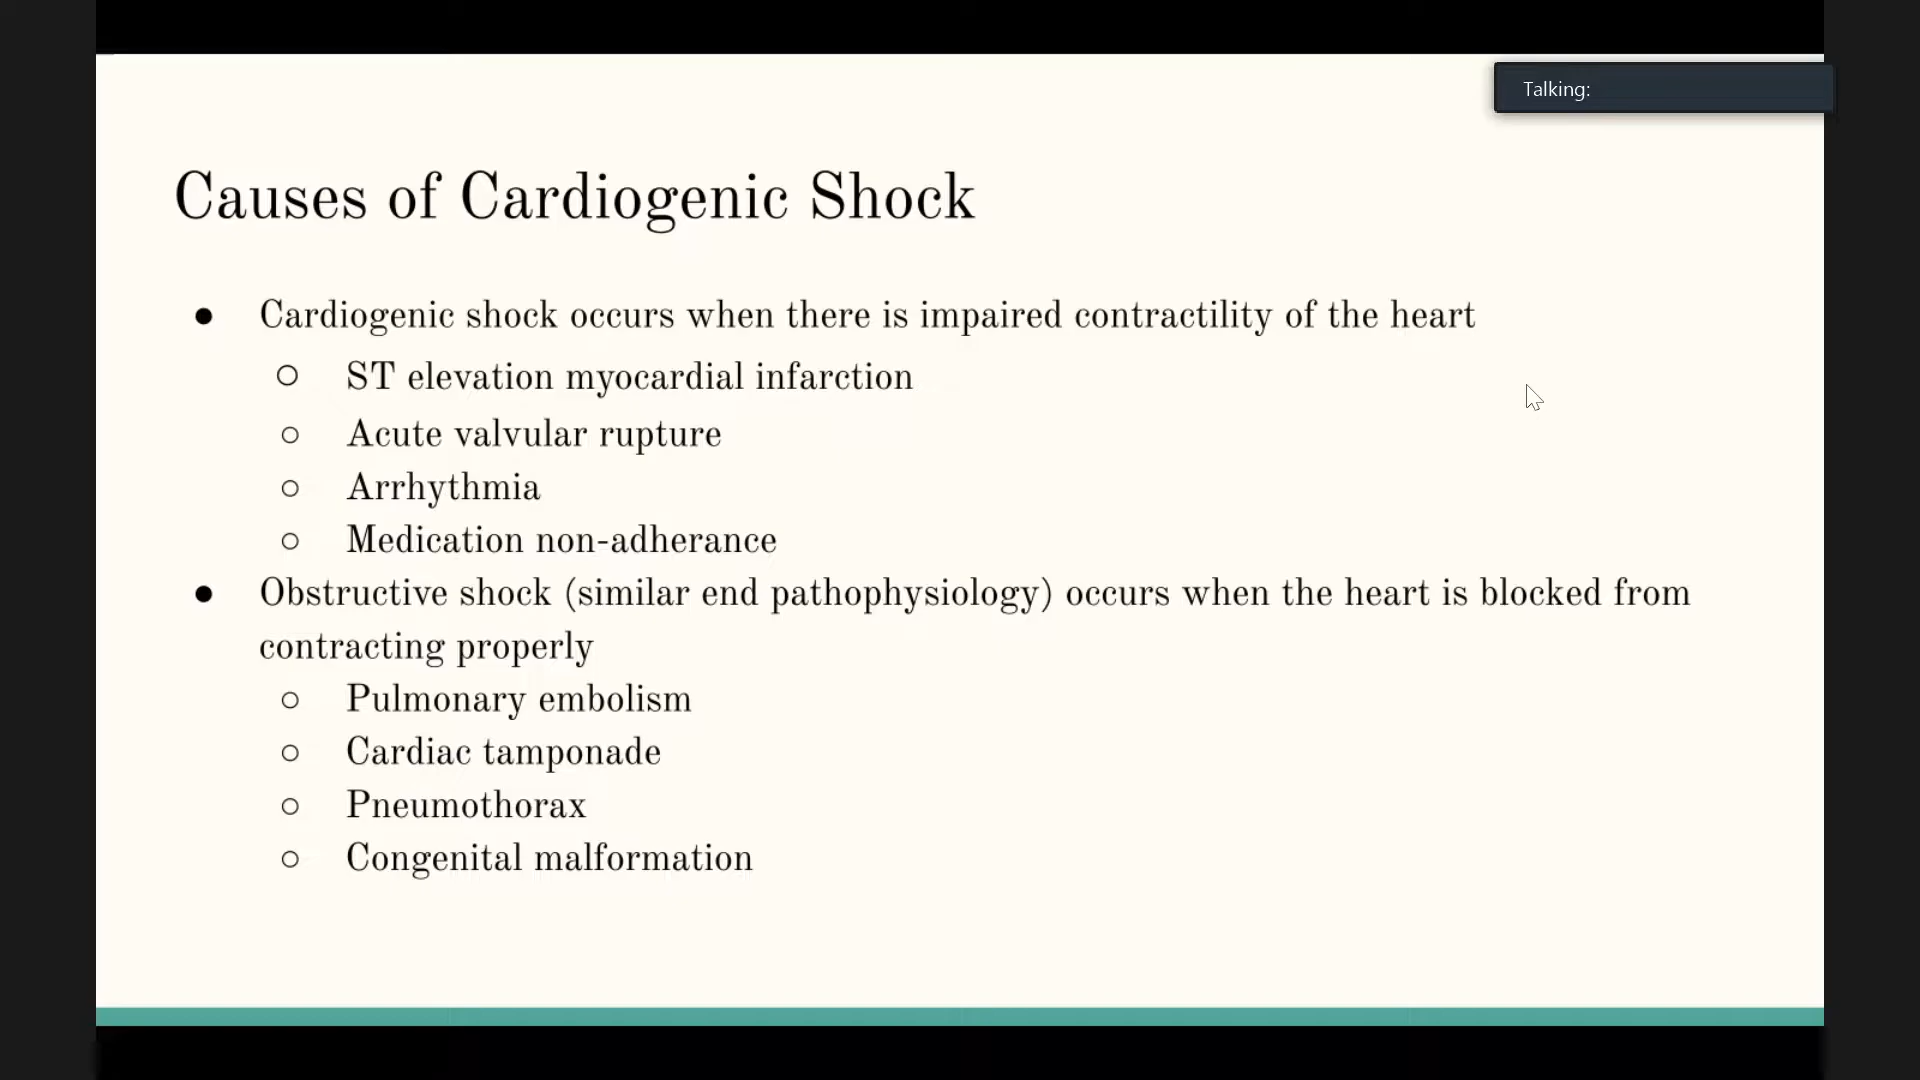 Talking:
Causes of Cardiogenic Shock
● Cardiogenic shock occurs when there is impaired contractility of the heart
○ ST elevation myocardial infarction
○ Acute valvular rupture
○ Arrhythmia
○ Medication non-adherance
● Obstructive shock (similar end pathophysiology) occurs when the heart is blocked from
contracting properly
○ Pulmonary embolism
○ Cardiac tamponade
○ Pneumothorax
○ Congenital malformation